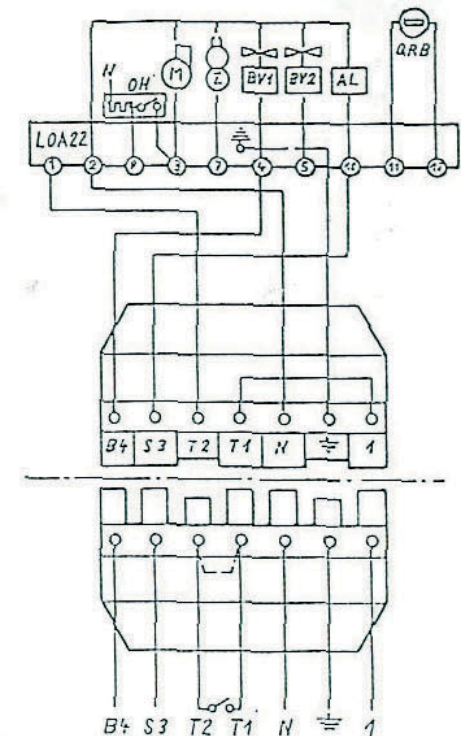 QRB
M Z BV1 BV2 AL
N OH
LOA22
1 2 8 3 7 4 5 10 11 12
B4 S3 T2 T1 N 1
B4 S3 T2 T1 N 1